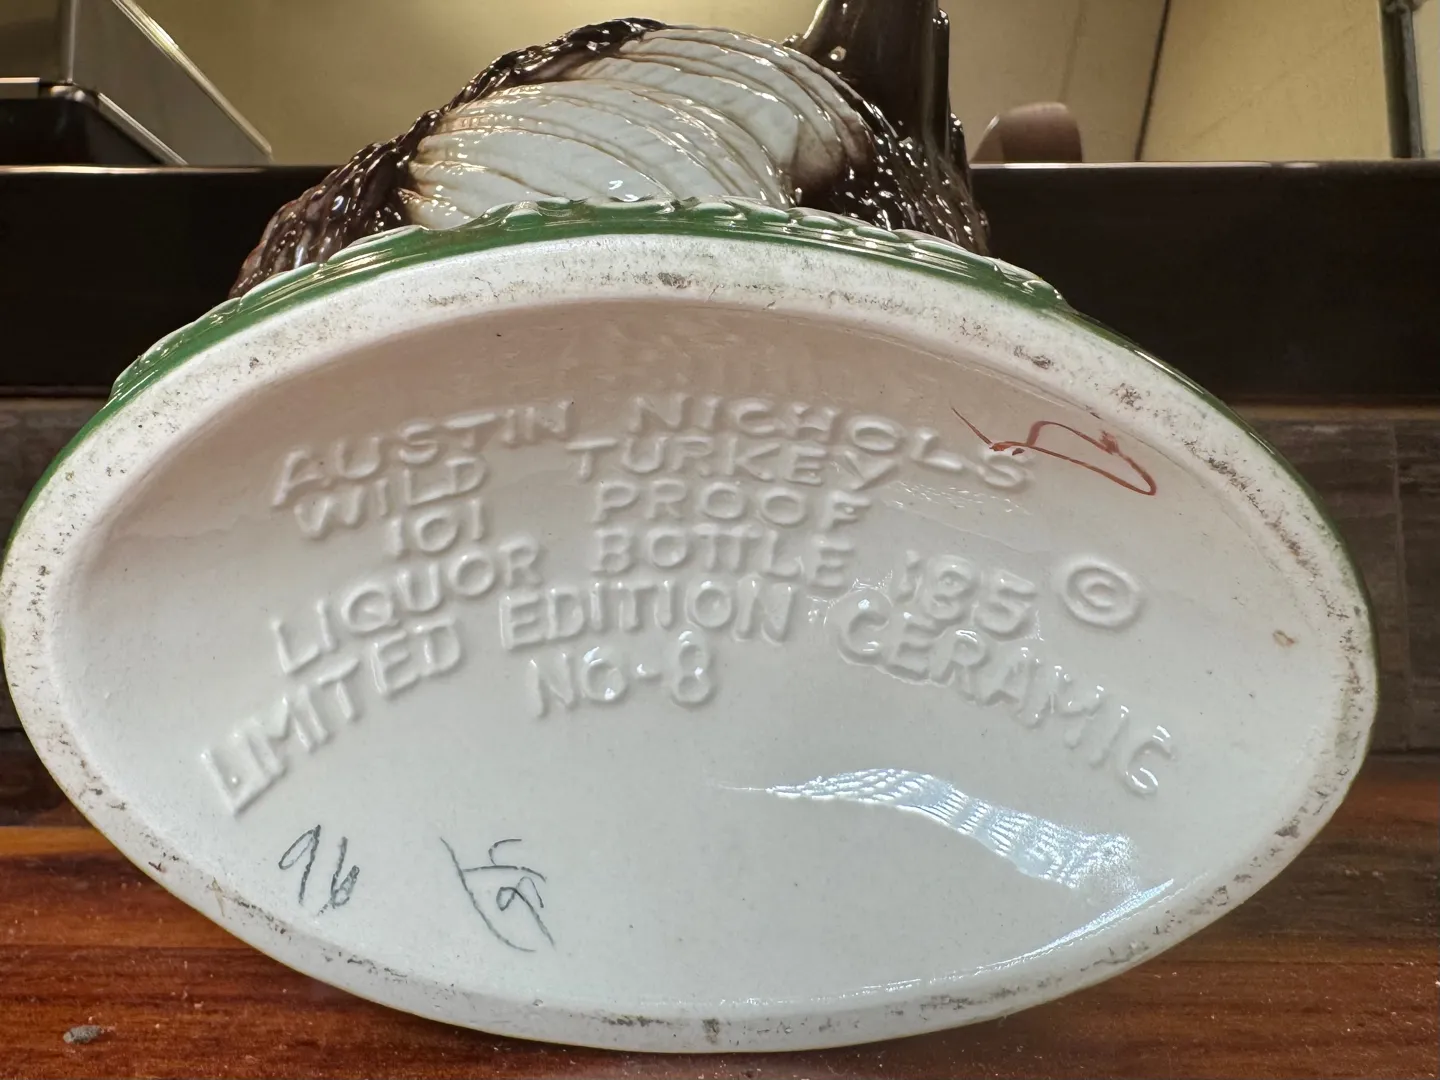 AUSTIN NICHOLS
WILD TURKEY
101 PROOF
LIQUOR BOTTLE 185 ©
LIMITED EDITION CERAMIC
NO-8
96